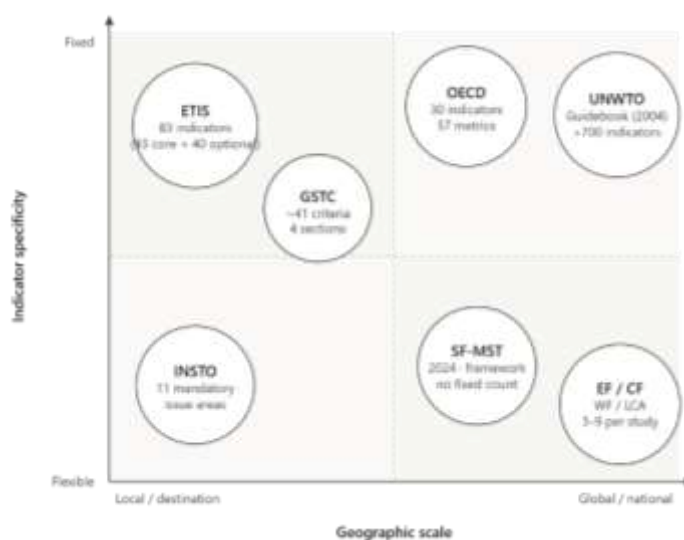 Fixed
ETIS
83 indicators
(43 core + 40 optional)
OECD
30 indicators
57 metrics
UNWTO
Guidebook (2004)
+700 indicators
GSTC
~41 criteria
4 sections
Indicator specificity
INSTO
11 mandatory
issue areas
SF-MST
2024 · framework
no fixed count
EF / CF
WF / LCA
3–9 per study
Flexible
Local / destination
Global / national
Geographic scale